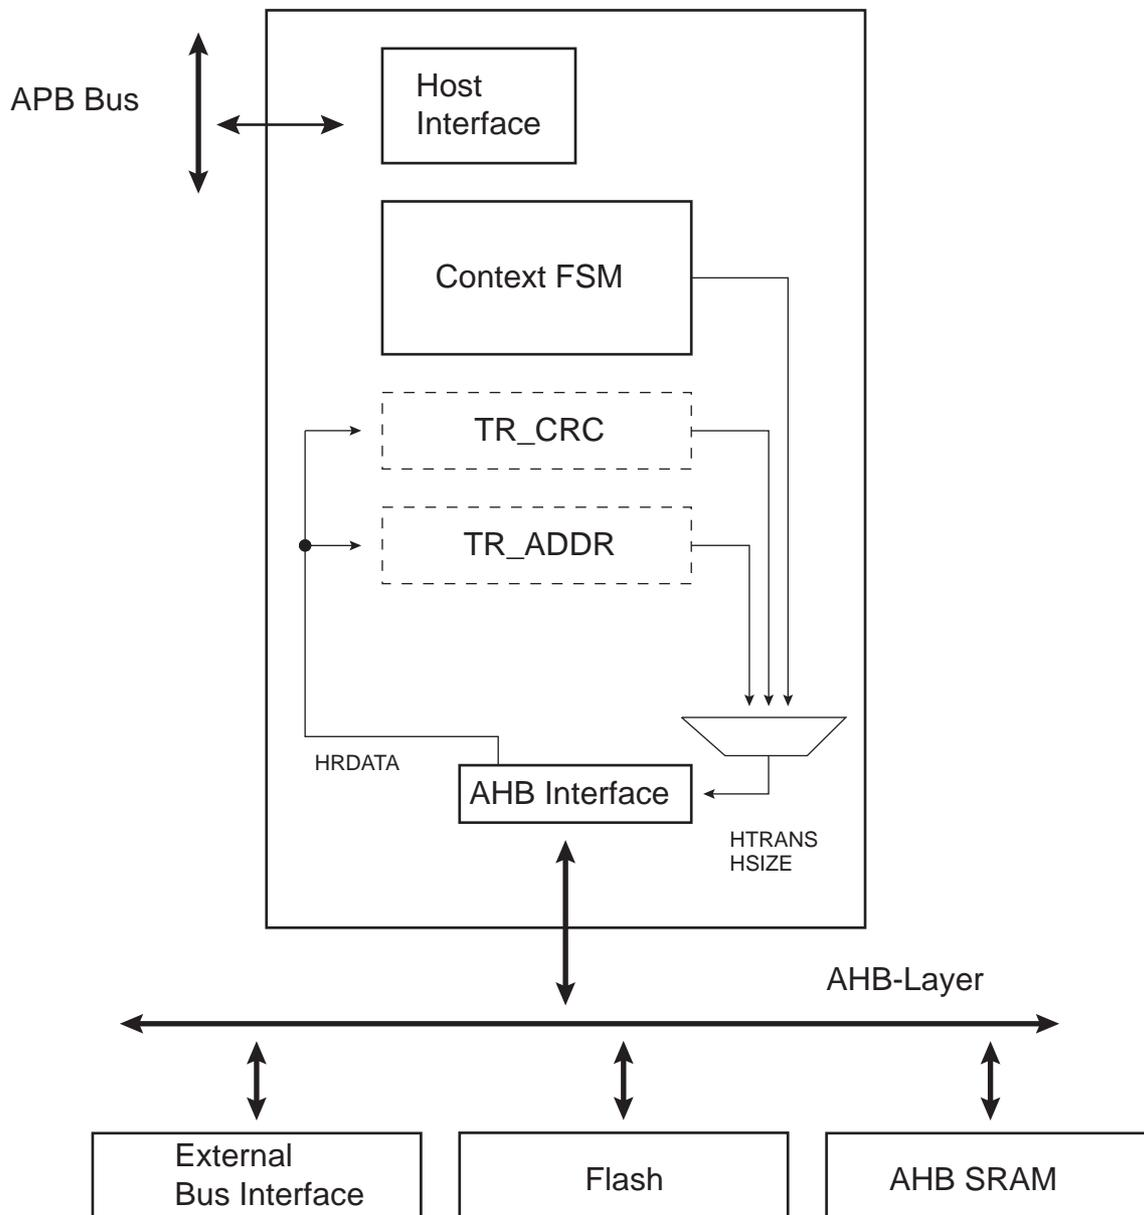 APB Bus
Host
Interface
Context FSM
TR_CRC
TR_ADDR
HRDATA
AHB Interface
HTRANS
HSIZE
AHB-Layer
External
Bus Interface
Flash
AHB SRAM